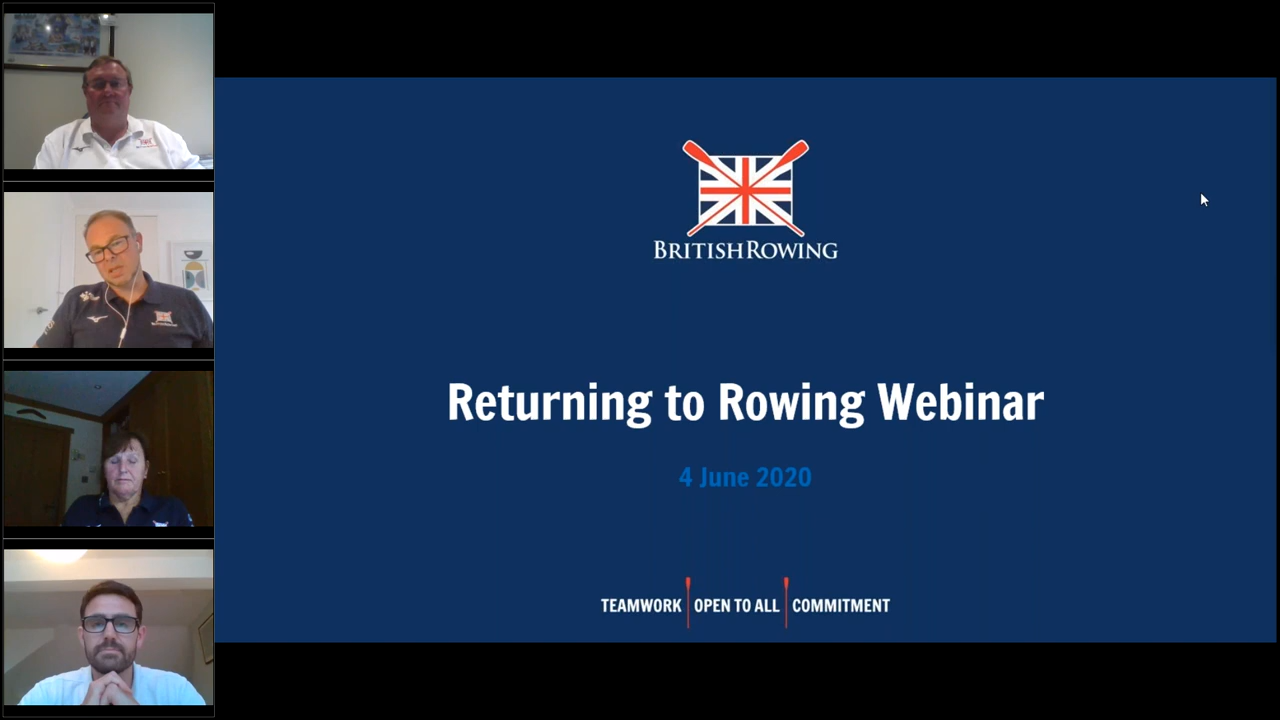 BRITISHROWING
Returning to Rowing Webinar
4 June 2020
TEAMWORK OPEN TO ALL COMMITMENT